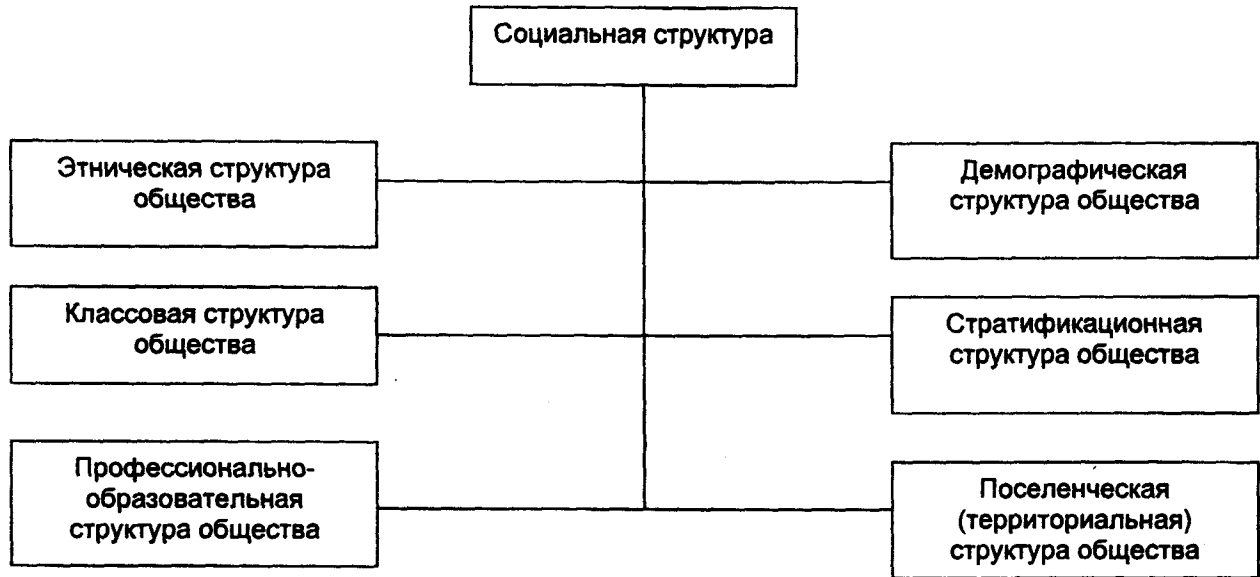 Социальная структура
Этническая структура
общества
Демографическая
структура общества
Классовая структура
общества
Стратификационная
структура общества
Профессионально-
образовательная
структура общества
Поселенческая
(территориальная)
структура общества